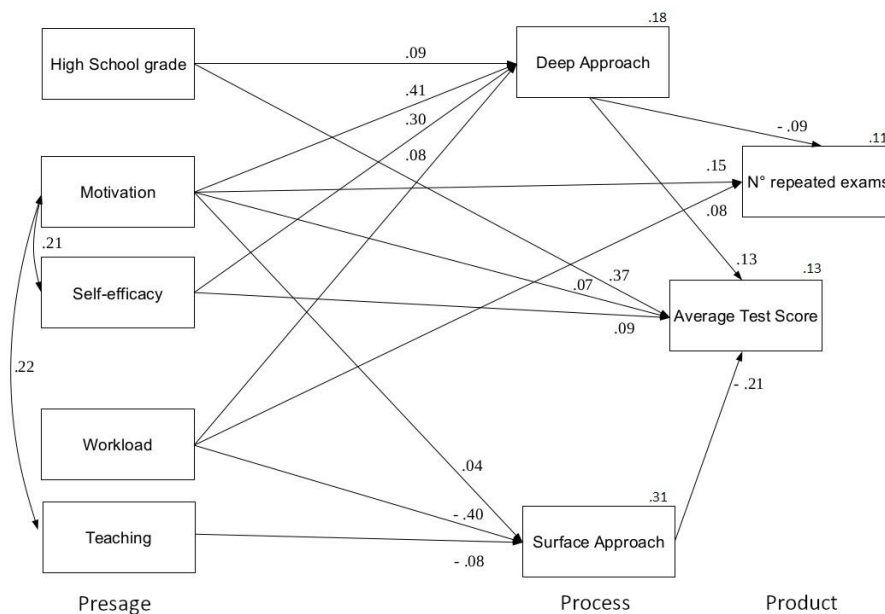 .18
High School grade
.09
Deep Approach
.41
.30
- .09
.11
.08
Motivation
.15
N° repeated exams
.08
.21
.13
.13
Self-efficacy
.37
.07
Average Test Score
.09
.22
- .21
Workload
.04
.31
- .40
Teaching
Surface Approach
- .08
Presage
Process
Product